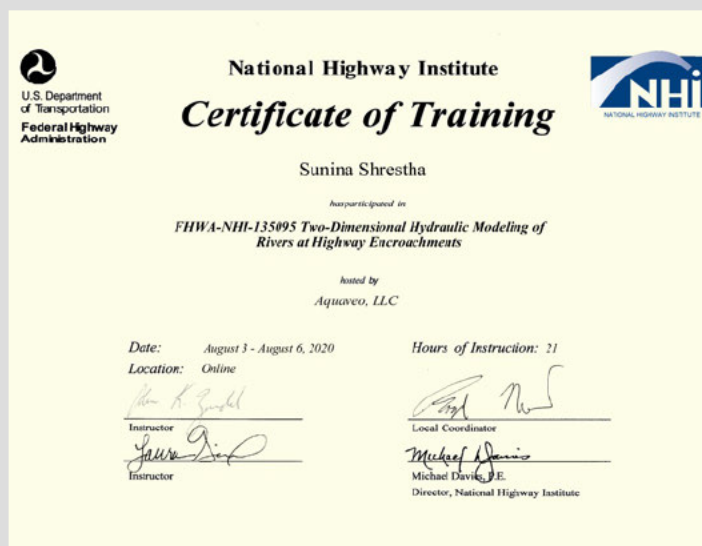 National Highway Institute
Certificate of Training
U.S. Department
of Transportation
Federal Highway
Administration
NHI
NATIONAL HIGHWAY INSTITUTE
Sunina Shrestha
has participated in
FHWA-NHI-135095 Two-Dimensional Hydraulic Modeling of
Rivers at Highway Encroachments
hosted by
Aquaveo, LLC
Date: August 3 - August 6, 2020
Hours of Instruction: 21
Location: Online
Instructor
Local Coordinator
Instructor
Michael Davies, P.E.
Director, National Highway Institute